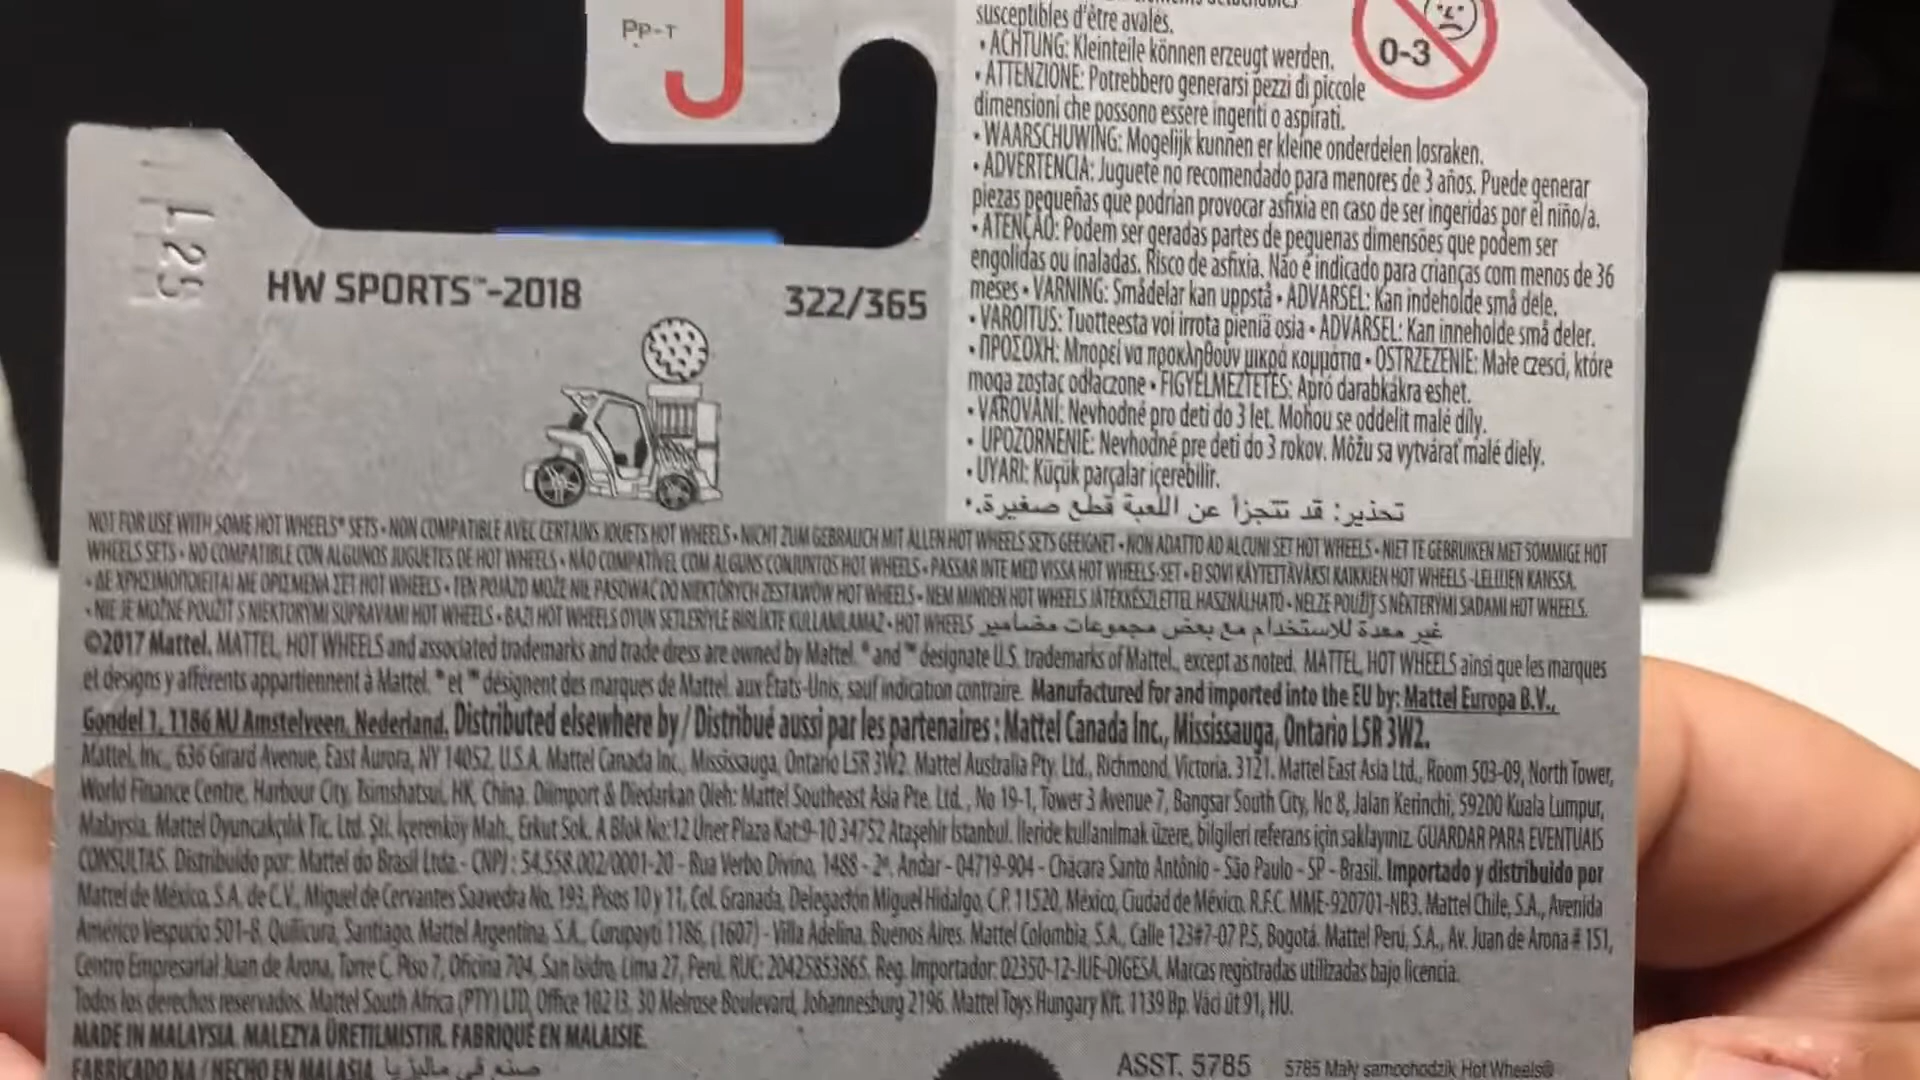 PP-T
L25
HW SPORTS™-2018
322/365
susceptibles d'être avalés.
• ACHTUNG: Kleinteile können erzeugt werden.
• ATTENZIONE: Potrebbero generarsi pezzi di piccole
dimensioni che possono essere ingeriti o aspirati.
• WAARSCHUWING: Mogelijk kunnen er kleine onderdelen losraken.
• ADVERTENCIA: Juguete no recomendado para menores de 3 años. Puede generar
piezas pequeñas que podrían provocar asfixia en caso de ser ingeridas por el niño/a.
• ATENÇÃO: Podem ser geradas partes de pequenas dimensões que podem ser
engolidas ou inaladas. Risco de asfixia. Não é indicado para crianças com menos de 36
meses • VARNING: Smådelar kan uppstå • ADVARSEL: Kan indeholde små dele.
• VAROITUS: Tuotteesta voi irrota pieniä osia • ADVARSEL: Kan inneholde små deler.
• ΠΡΟΣΟΧΗ: Μπορεί να προκληθούν μικρά κομμάτια • OSTRZEŻENIE: Małe części, które
mogą zostać odłączone • FIGYELMEZTETÉS: Apró darabkákra eshet.
• VAROVÁNÍ: Nevhodné pro děti do 3 let. Mohou se oddělit malé díly.
• UPOZORNENIE: Nevhodné pre deti do 3 rokov. Môžu sa vytvárať malé diely.
• UYARI: Küçük parçalar içerebilir.
• تحذير: قد تتجزأ عن اللعبة قطع صغيرة.
0-3
NOT FOR USE WITH SOME HOT WHEELS® SETS • NON COMPATIBLE AVEC CERTAINS JOUETS HOT WHEELS • NICHT ZUM GEBRAUCH MIT ALLEN HOT WHEELS SETS GEEIGNET • NON ADATTO AD ALCUNI SET HOT WHEELS • NIET TE GEBRUIKEN MET SOMMIGE HOT
WHEELS SETS • NO COMPATIBLE CON ALGUNOS JUGUETES DE HOT WHEELS • NÃO COMPATÍVEL COM ALGUNS CONJUNTOS HOT WHEELS • PASSAR INTE MED VISSA HOT WHEELS-SET • EI SOVI KÄYTETTÄVÄKSI KAIKKIEN HOT WHEELS -LELUJEN KANSSA.
• ΔΕ ΧΡΗΣΙΜΟΠΟΙΕΙΤΑΙ ΜΕ ΟΡΙΣΜΕΝΑ ΣΕΤ HOT WHEELS • TEN POJAZD MOŻE NIE PASOWAĆ DO NIEKTÓRYCH ZESTAWÓW HOT WHEELS • NEM MINDEN HOT WHEELS JÁTÉKKÉSZLETTEL HASZNÁLHATÓ • NELZE POUŽÍT S NĚKTERÝMI SADAMI HOT WHEELS.
• NIE JE MOŽNÉ POUŽIŤ S NIEKTORÝMI SÚPRAVAMI HOT WHEELS • BAZI HOT WHEELS OYUN SETLERİYLE BİRLİKTE KULLANILAMAZ • HOT WHEELS غير معدة للاستخدام مع بعض مجموعات مضامير
©2017 Mattel. MATTEL, HOT WHEELS and associated trademarks and trade dress are owned by Mattel. ® and ™ designate U.S. trademarks of Mattel, except as noted. MATTEL, HOT WHEELS ainsi que les marques
et designs y afférents appartiennent à Mattel. ® et ™ désignent des marques de Mattel aux États-Unis, sauf indication contraire. Manufactured for and imported into the EU by: Mattel Europa B.V.,
Gondel 1, 1186 MJ Amstelveen, Nederland. Distributed elsewhere by / Distribué aussi par les partenaires : Mattel Canada Inc., Mississauga, Ontario L5R 3W2.
Mattel, Inc., 636 Girard Avenue, East Aurora, NY 14052, U.S.A. Mattel Canada Inc., Mississauga, Ontario L5R 3W2. Mattel Australia Pty. Ltd., Richmond, Victoria. 3121. Mattel East Asia Ltd., Room 503-09, North Tower,
World Finance Centre, Harbour City, Tsimshatsui, HK, China. Diimport & Diedarkan Oleh: Mattel Southeast Asia Pte. Ltd., No 19-1, Tower 3 Avenue 7, Bangsar South City, No 8, Jalan Kerinchi, 59200 Kuala Lumpur,
Malaysia. Mattel Oyuncakçılık Tic. Ltd. Şti. İçerenköy Mah., Erkut Sok. A Blok No:12 Üner Plaza Kat:9-10 34752 Ataşehir İstanbul. İleride kullanılmak üzere, bilgileri referans için saklayınız. GUARDAR PARA EVENTUAIS
CONSULTAS. Distribuído por: Mattel do Brasil Ltda. - CNPJ : 54.558.002/0001-20 - Rua Verbo Divino, 1488 - 2º. Andar - 04719-904 - Chácara Santo Antônio - São Paulo - SP - Brasil. Importado y distribuido por
Mattel de México, S.A. de C.V., Miguel de Cervantes Saavedra No. 193, Pisos 10 y 11, Col. Granada, Delegación Miguel Hidalgo, C.P. 11520, México, Ciudad de México. R.F.C. MME-920701-NB3. Mattel Chile, S.A., Avenida
Américo Vespucio 501-B, Quilicura, Santiago. Mattel Argentina, S.A., Curupaytí 1186, (1607) - Villa Adelina, Buenos Aires. Mattel Colombia, S.A., Calle 123#7-07 P.5, Bogotá. Mattel Perú, S.A., Av. Juan de Arona # 151,
Centro Empresarial Juan de Arona, Torre C, Piso 7, Oficina 704, San Isidro, Lima 27, Perú. RUC: 20425853865. Reg. Importador: 02350-12-JUE-DIGESA. Marcas registradas utilizadas bajo licencia.
Todos los derechos reservados. Mattel South Africa (PTY) LTD, Office 102 I3, 30 Melrose Boulevard, Johannesburg 2196. Mattel Toys Hungary Kft. 1139 Bp. Váci út 91, HU.
MADE IN MALAYSIA. MALEZYA ÜRETİLMİSTİR. FABRIQUÉ EN MALAISIE.
FABRICADO NA / HECHO EN MALASIA صنع في ماليزيا
ASST. 5785
5785 Mały samochodzik Hot Wheels®